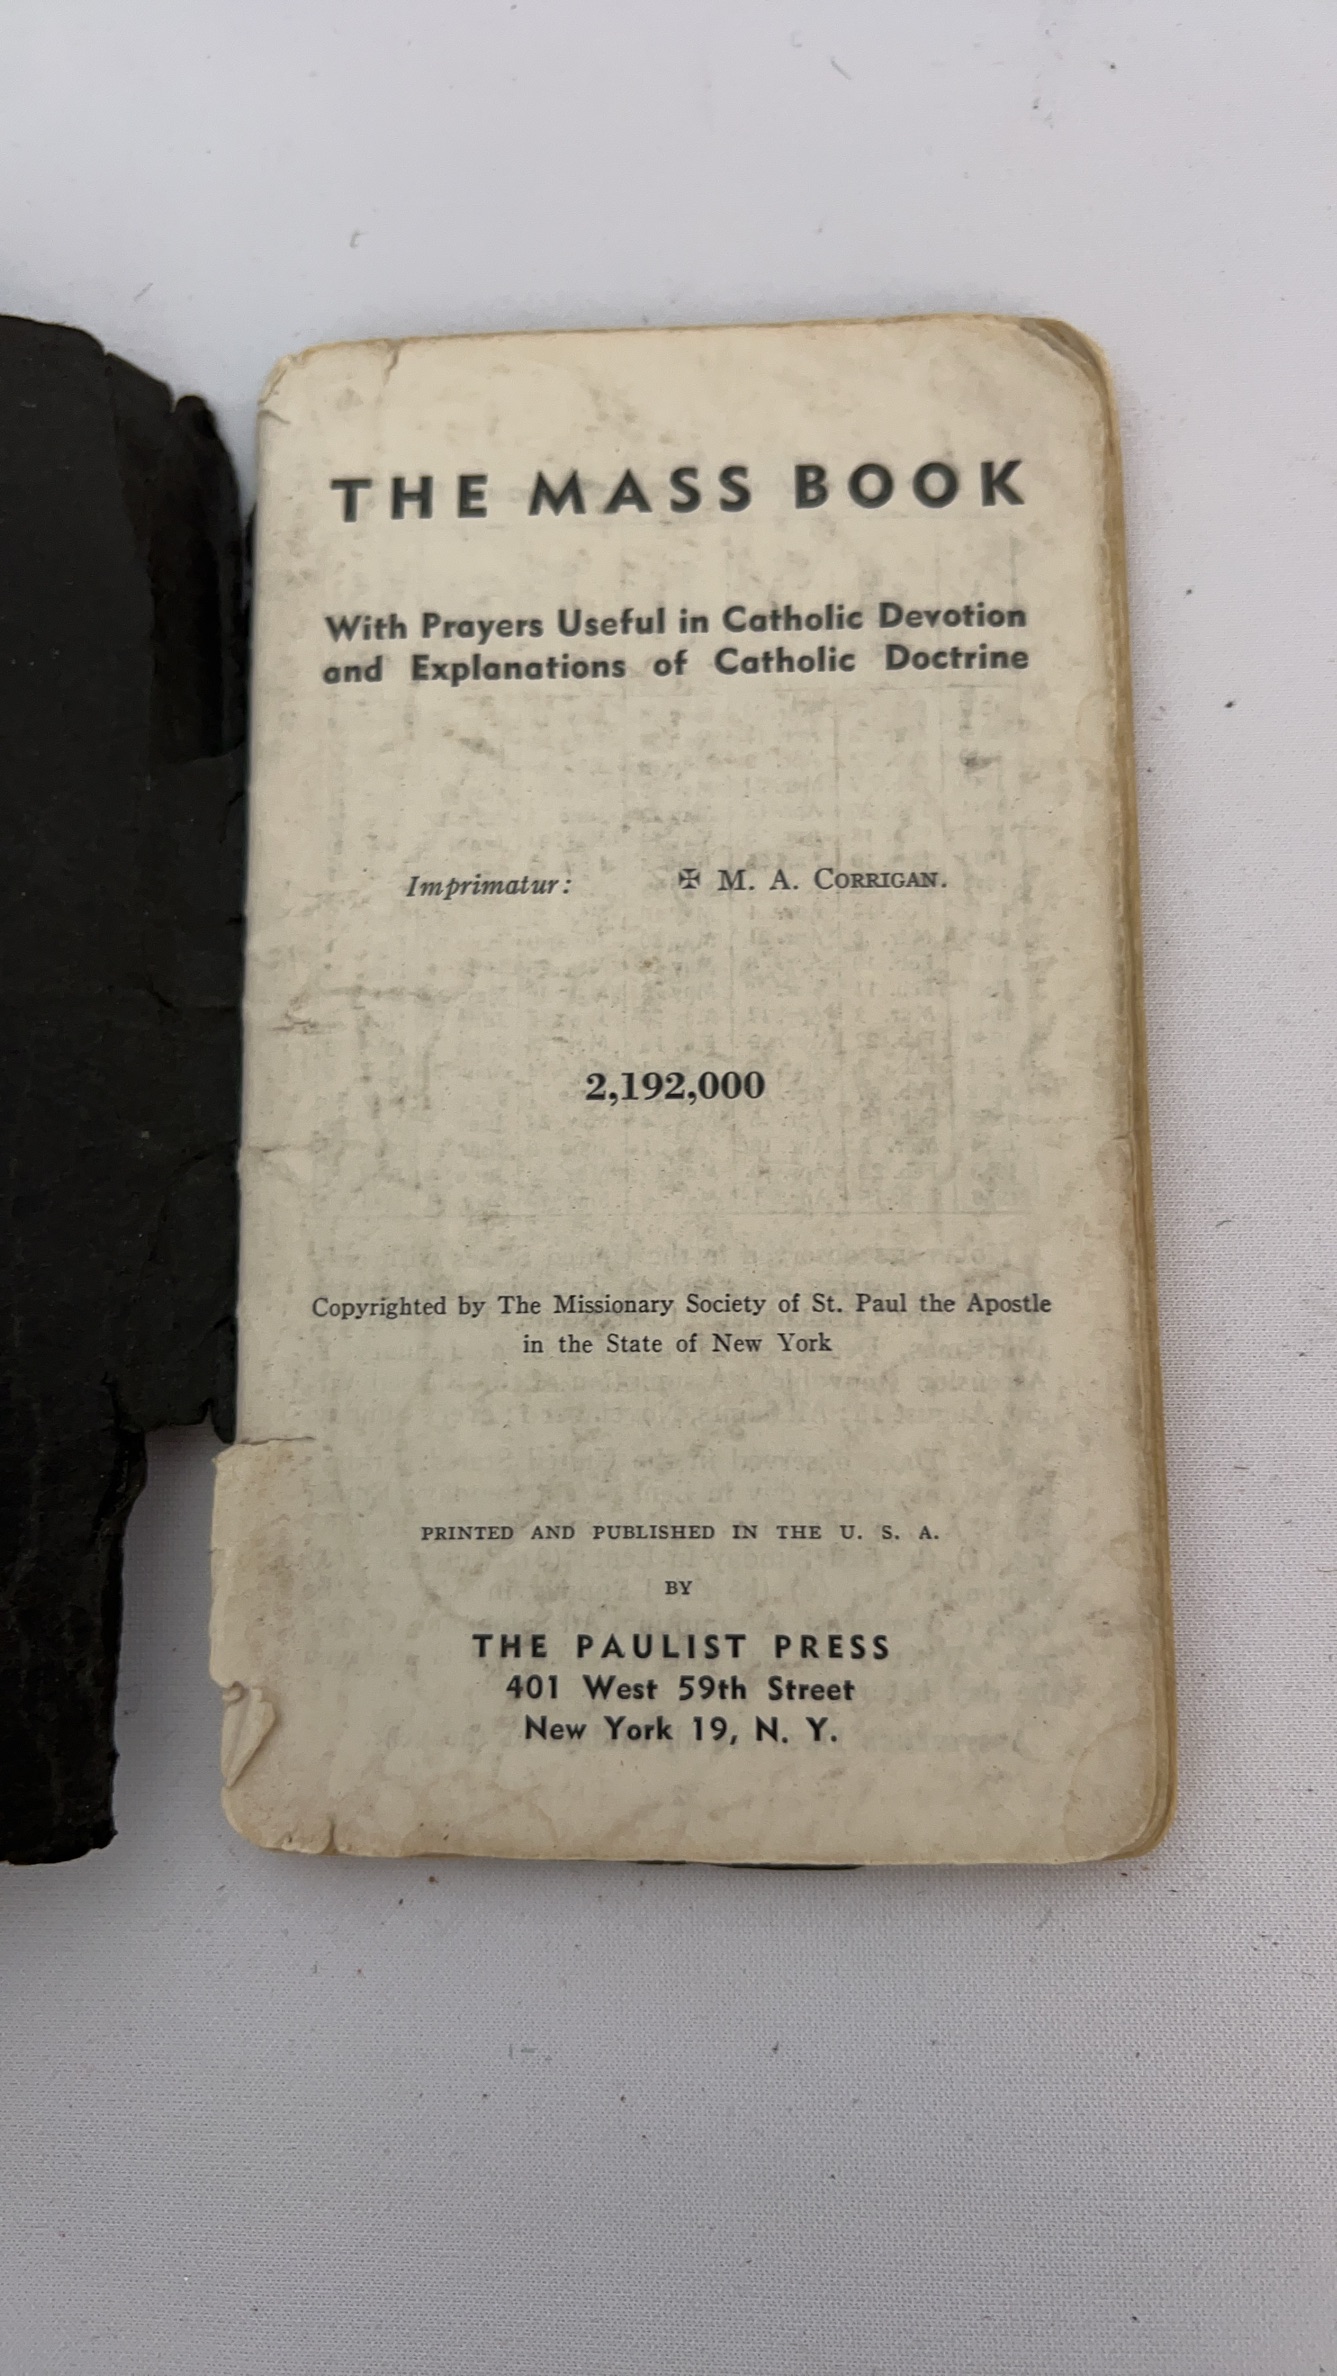 THE MASS BOOK
With Prayers Useful in Catholic Devotion
and Explanations of Catholic Doctrine
Imprimatur: ✠ M. A. CORRIGAN.
2,192,000
Copyrighted by The Missionary Society of St. Paul the Apostle
in the State of New York
PRINTED AND PUBLISHED IN THE U. S. A.
BY
THE PAULIST PRESS
401 West 59th Street
New York 19, N. Y.